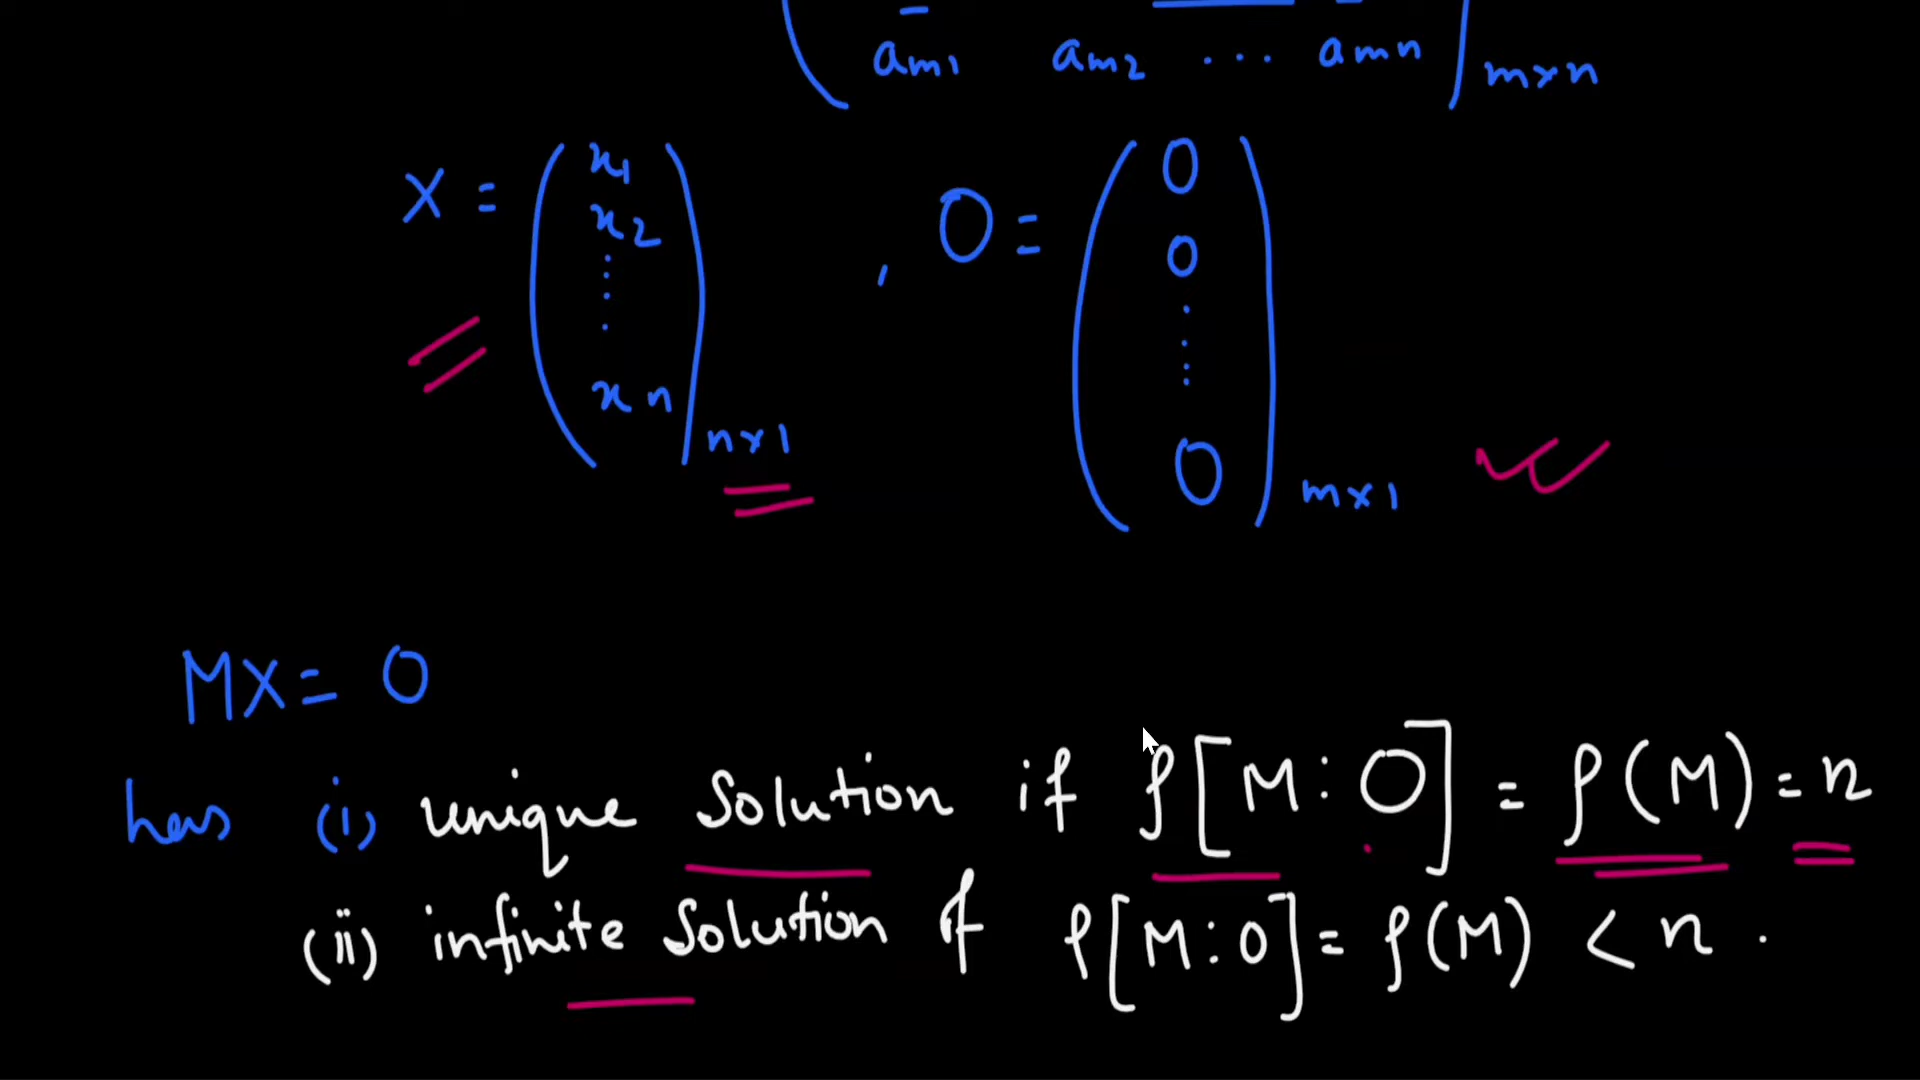 am1 am2 ... amn m×n
X = (x1 x2 ⋮ xn) n×1 , O = (0 0 ⋮ 0) m×1
MX = O
has (i) unique solution if ρ[M : O] = ρ(M) = n
(ii) infinite solution if ρ[M : 0] = ρ(M) < n .